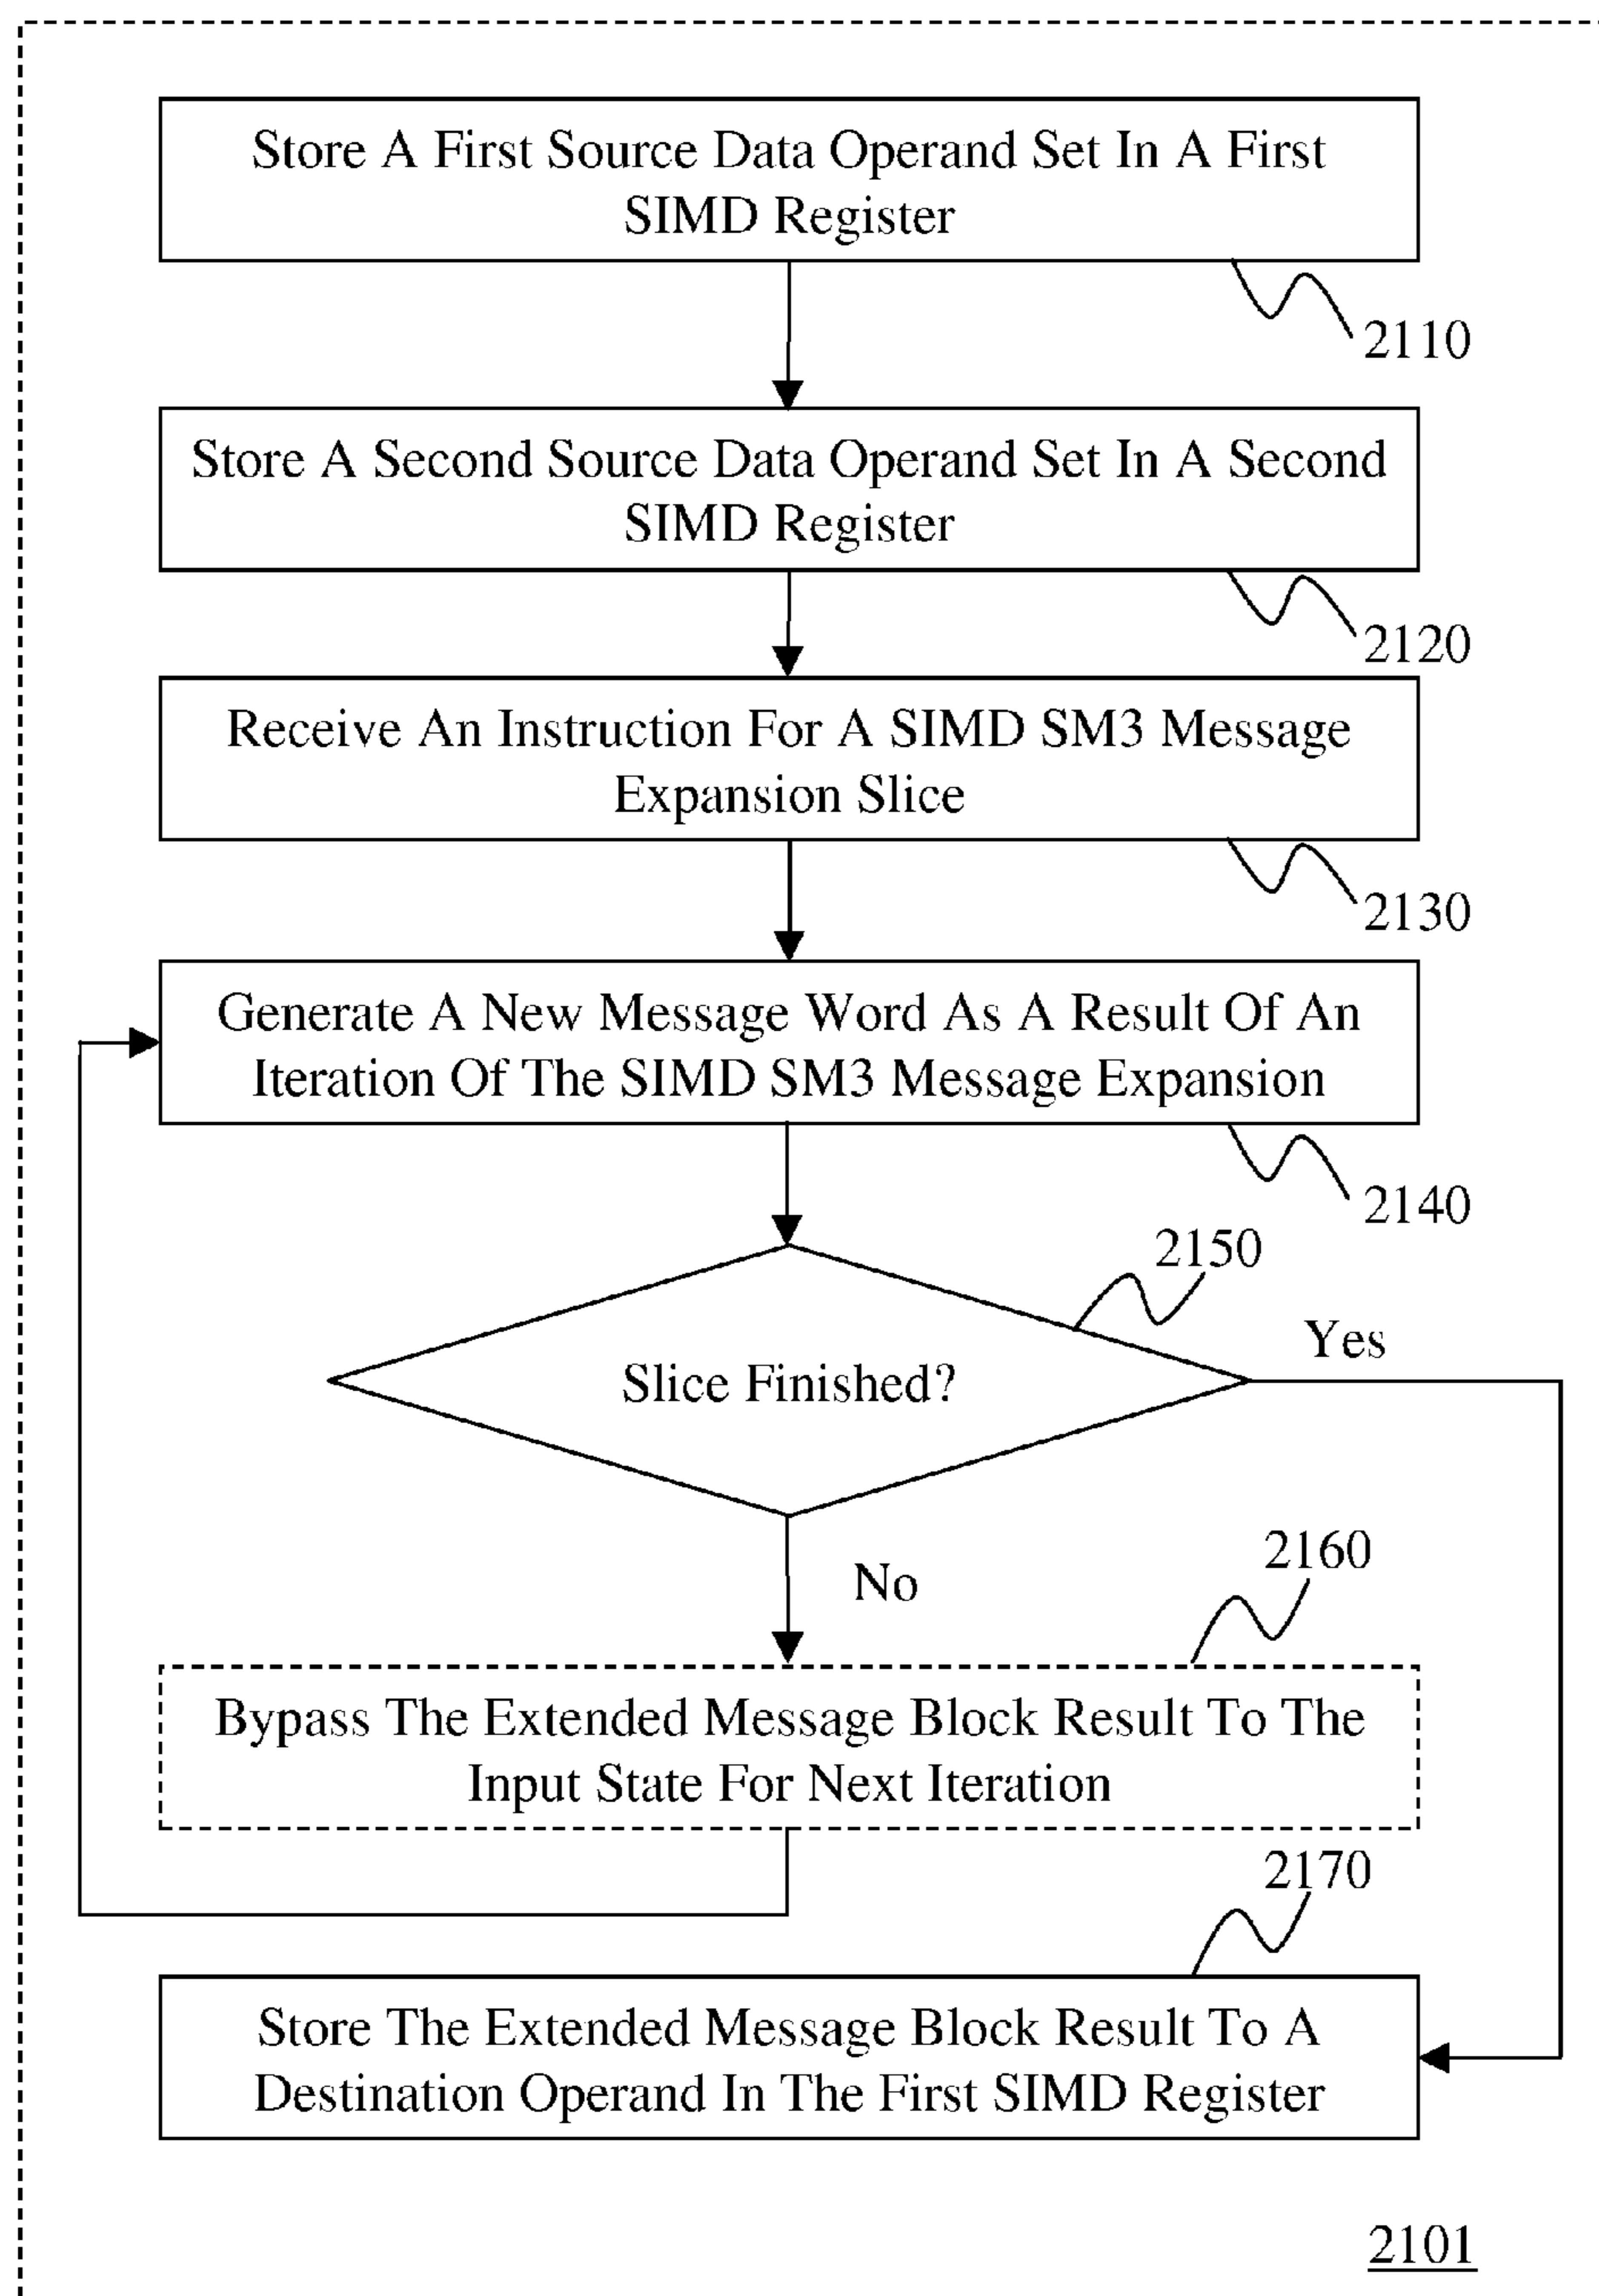 Store A First Source Data Operand Set In A First
SIMD Register
2110
Store A Second Source Data Operand Set In A Second
SIMD Register
2120
Receive An Instruction For A SIMD SM3 Message
Expansion Slice
2130
Generate A New Message Word As A Result Of An
Iteration Of The SIMD SM3 Message Expansion
2140
2150
Yes
Slice Finished?
No
2160
Bypass The Extended Message Block Result To The
Input State For Next Iteration
2170
Store The Extended Message Block Result To A
Destination Operand In The First SIMD Register
2101